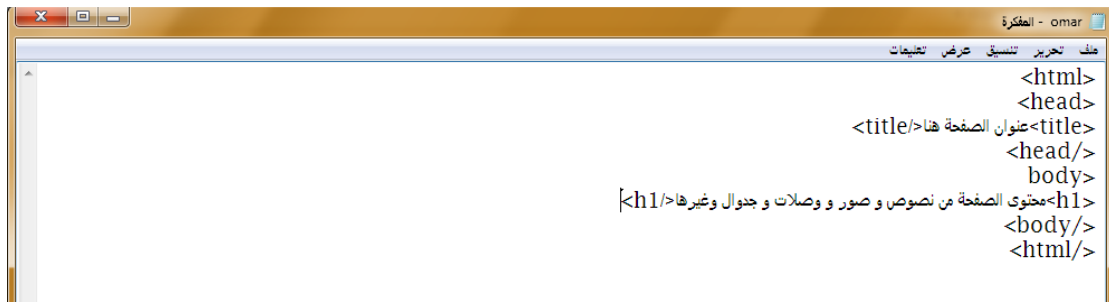 omar - المفكرة
ملف تحرير تنسيق عرض تعليمات
<html>
<head>
<title>عنوان الصفحة هنا</title>
</head>
<body
<h1>محتوى الصفحة من نصوص و صور و وصلات و جدوال وغيرها</h1>
</body>
</html>